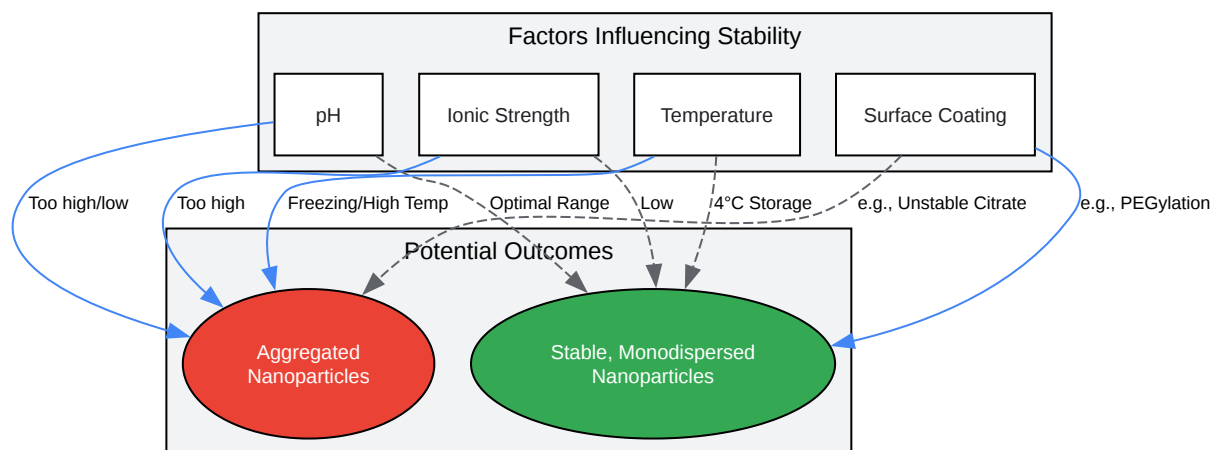 Factors Influencing Stability
pH
Ionic Strength
Temperature
Surface Coating
Too high/low
Too high
Freezing/High Temp
Optimal Range
Low
4°C Storage
e.g., Unstable Citrate
e.g., PEGylation
Potential Outcomes
Aggregated
Nanoparticles
Stable, Monodispersed
Nanoparticles